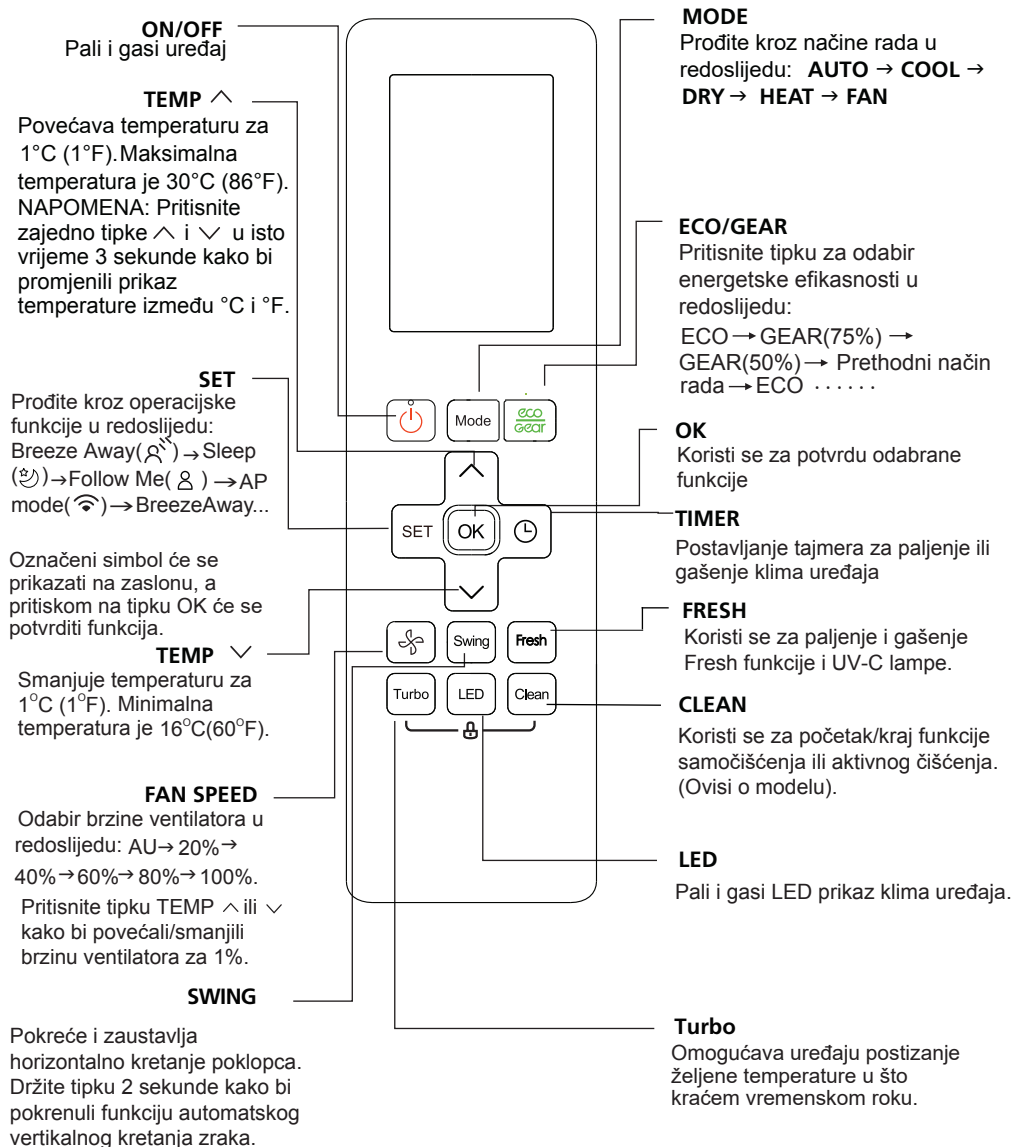 ON/OFF
Pali i gasi uređaj
TEMP ︿
Povećava temperaturu za
1°C (1°F).Maksimalna
temperatura je 30°C (86°F).
NAPOMENA: Pritisnite
zajedno tipke ︿ i ﹀ u isto
vrijeme 3 sekunde kako bi
promjenili prikaz
temperature između °C i °F.
SET
Prođite kroz operacijske
funkcije u redoslijedu:
Breeze Away( ) → Sleep
( )→Follow Me( ) →AP
mode( )→BreezeAway...
Označeni simbol će se
prikazati na zaslonu, a
pritiskom na tipku OK će se
potvrditi funkcija.
TEMP ﹀
Smanjuje temperaturu za
1°C (1°F). Minimalna
temperatura je 16°C(60°F).
FAN SPEED
Odabir brzine ventilatora u
redoslijedu: AU→ 20%→
40%→60%→ 80%→100%.
Pritisnite tipku TEMP ︿ ili ﹀
kako bi povećali/smanjili
brzinu ventilatora za 1%.
SWING
Pokreće i zaustavlja
horizontalno kretanje poklopca.
Držite tipku 2 sekunde kako bi
pokrenuli funkciju automatskog
vertikalnog kretanja zraka.
Mode
eco
Gear
SET
OK
Swing
Fresh
Turbo
LED
Clean
MODE
Prođite kroz načine rada u
redoslijedu: AUTO → COOL →
DRY → HEAT → FAN
ECO/GEAR
Pritisnite tipku za odabir
energetske efikasnosti u
redoslijedu:
ECO→ GEAR(75%) →
GEAR(50%)→ Prethodni način
rada →ECO ······
OK
Koristi se za potvrdu odabrane
funkcije
TIMER
Postavljanje tajmera za paljenje ili
gašenje klima uređaja
FRESH
Koristi se za paljenje i gašenje
Fresh funkcije i UV-C lampe.
CLEAN
Koristi se za početak/kraj funkcije
samočišćenja ili aktivnog čišćenja.
(Ovisi o modelu).
LED
Pali i gasi LED prikaz klima uređaja.
Turbo
Omogućava uređaju postizanje
željene temperature u što
kraćem vremenskom roku.